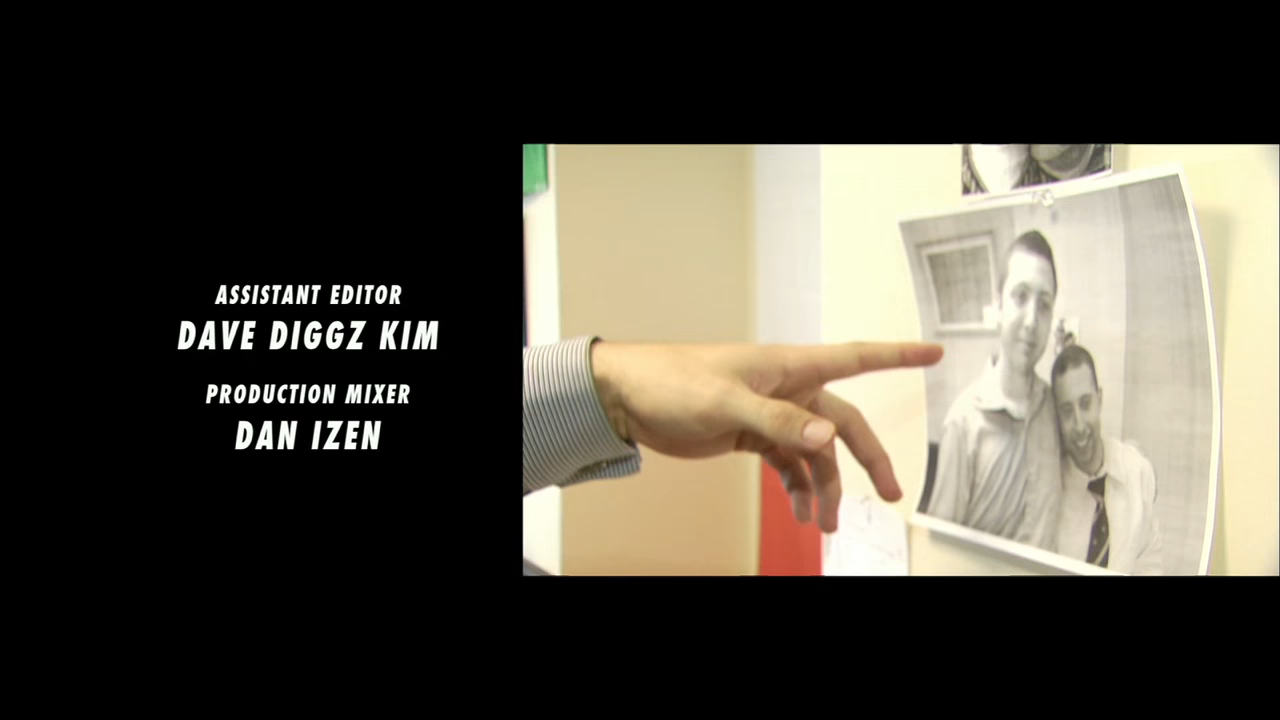 ASSISTANT EDITOR
DAVE DIGGZ KIM
PRODUCTION MIXER
DAN IZEN